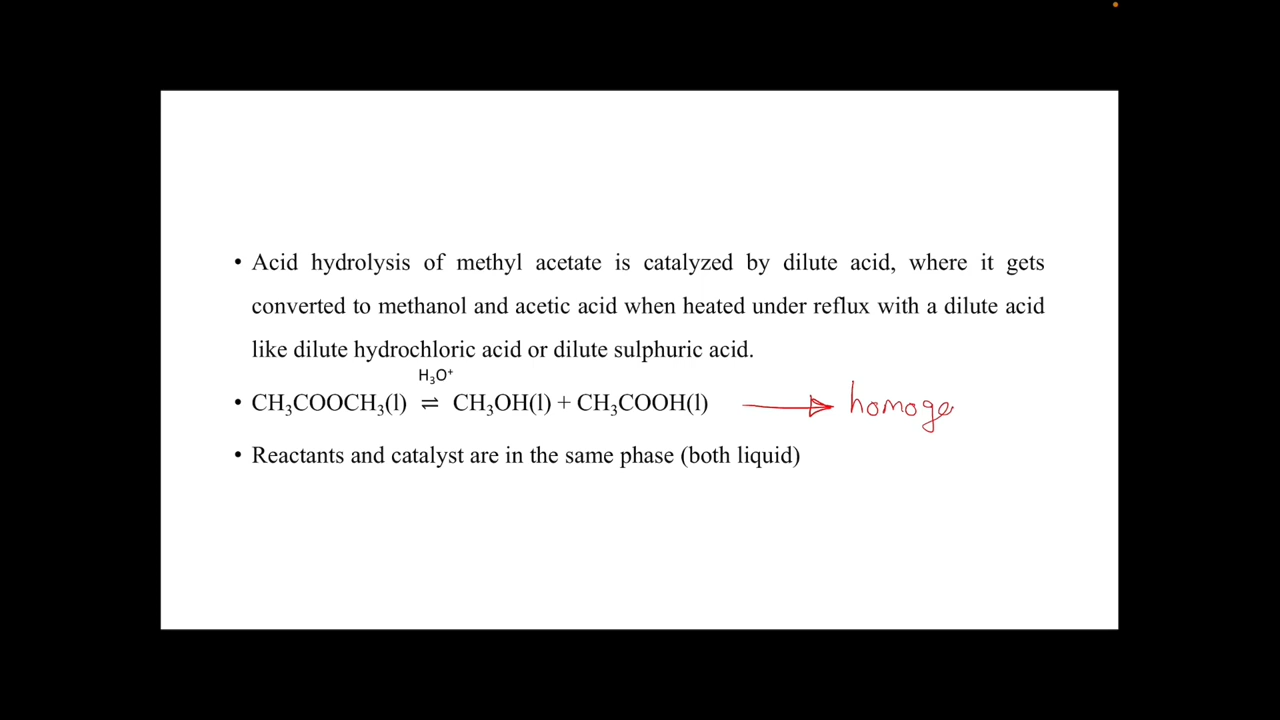 • Acid hydrolysis of methyl acetate is catalyzed by dilute acid, where it gets
converted to methanol and acetic acid when heated under reflux with a dilute acid
like dilute hydrochloric acid or dilute sulphuric acid.
H₃O⁺
• CH₃COOCH₃(l) ⇌ CH₃OH(l) + CH₃COOH(l) → homoge
• Reactants and catalyst are in the same phase (both liquid)